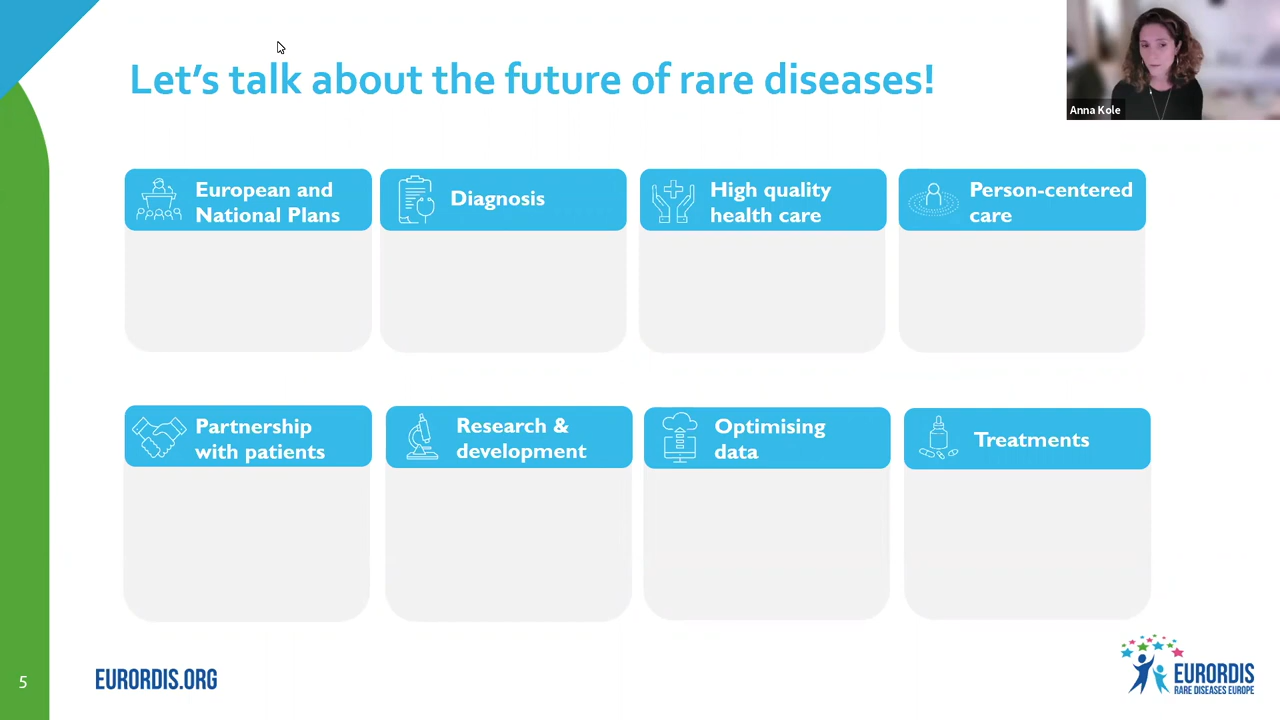 Let's talk about the future of rare diseases!
Anna Kole
European and
National Plans
Diagnosis
High quality
health care
Person-centered
care
Partnership
with patients
Research &
development
Optimising
data
Treatments
5
EURORDIS.ORG
EURORDIS
RARE DISEASES EUROPE